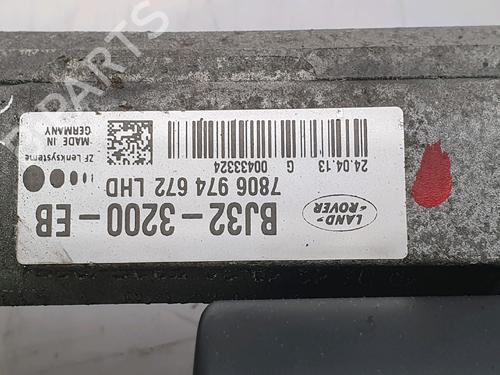 LAND-
ROVER
BJ32-3200-EB
7806 974 672 LHD
24.04.13 G 00433324
ZF Lenksysteme
MADE IN
GERMANY